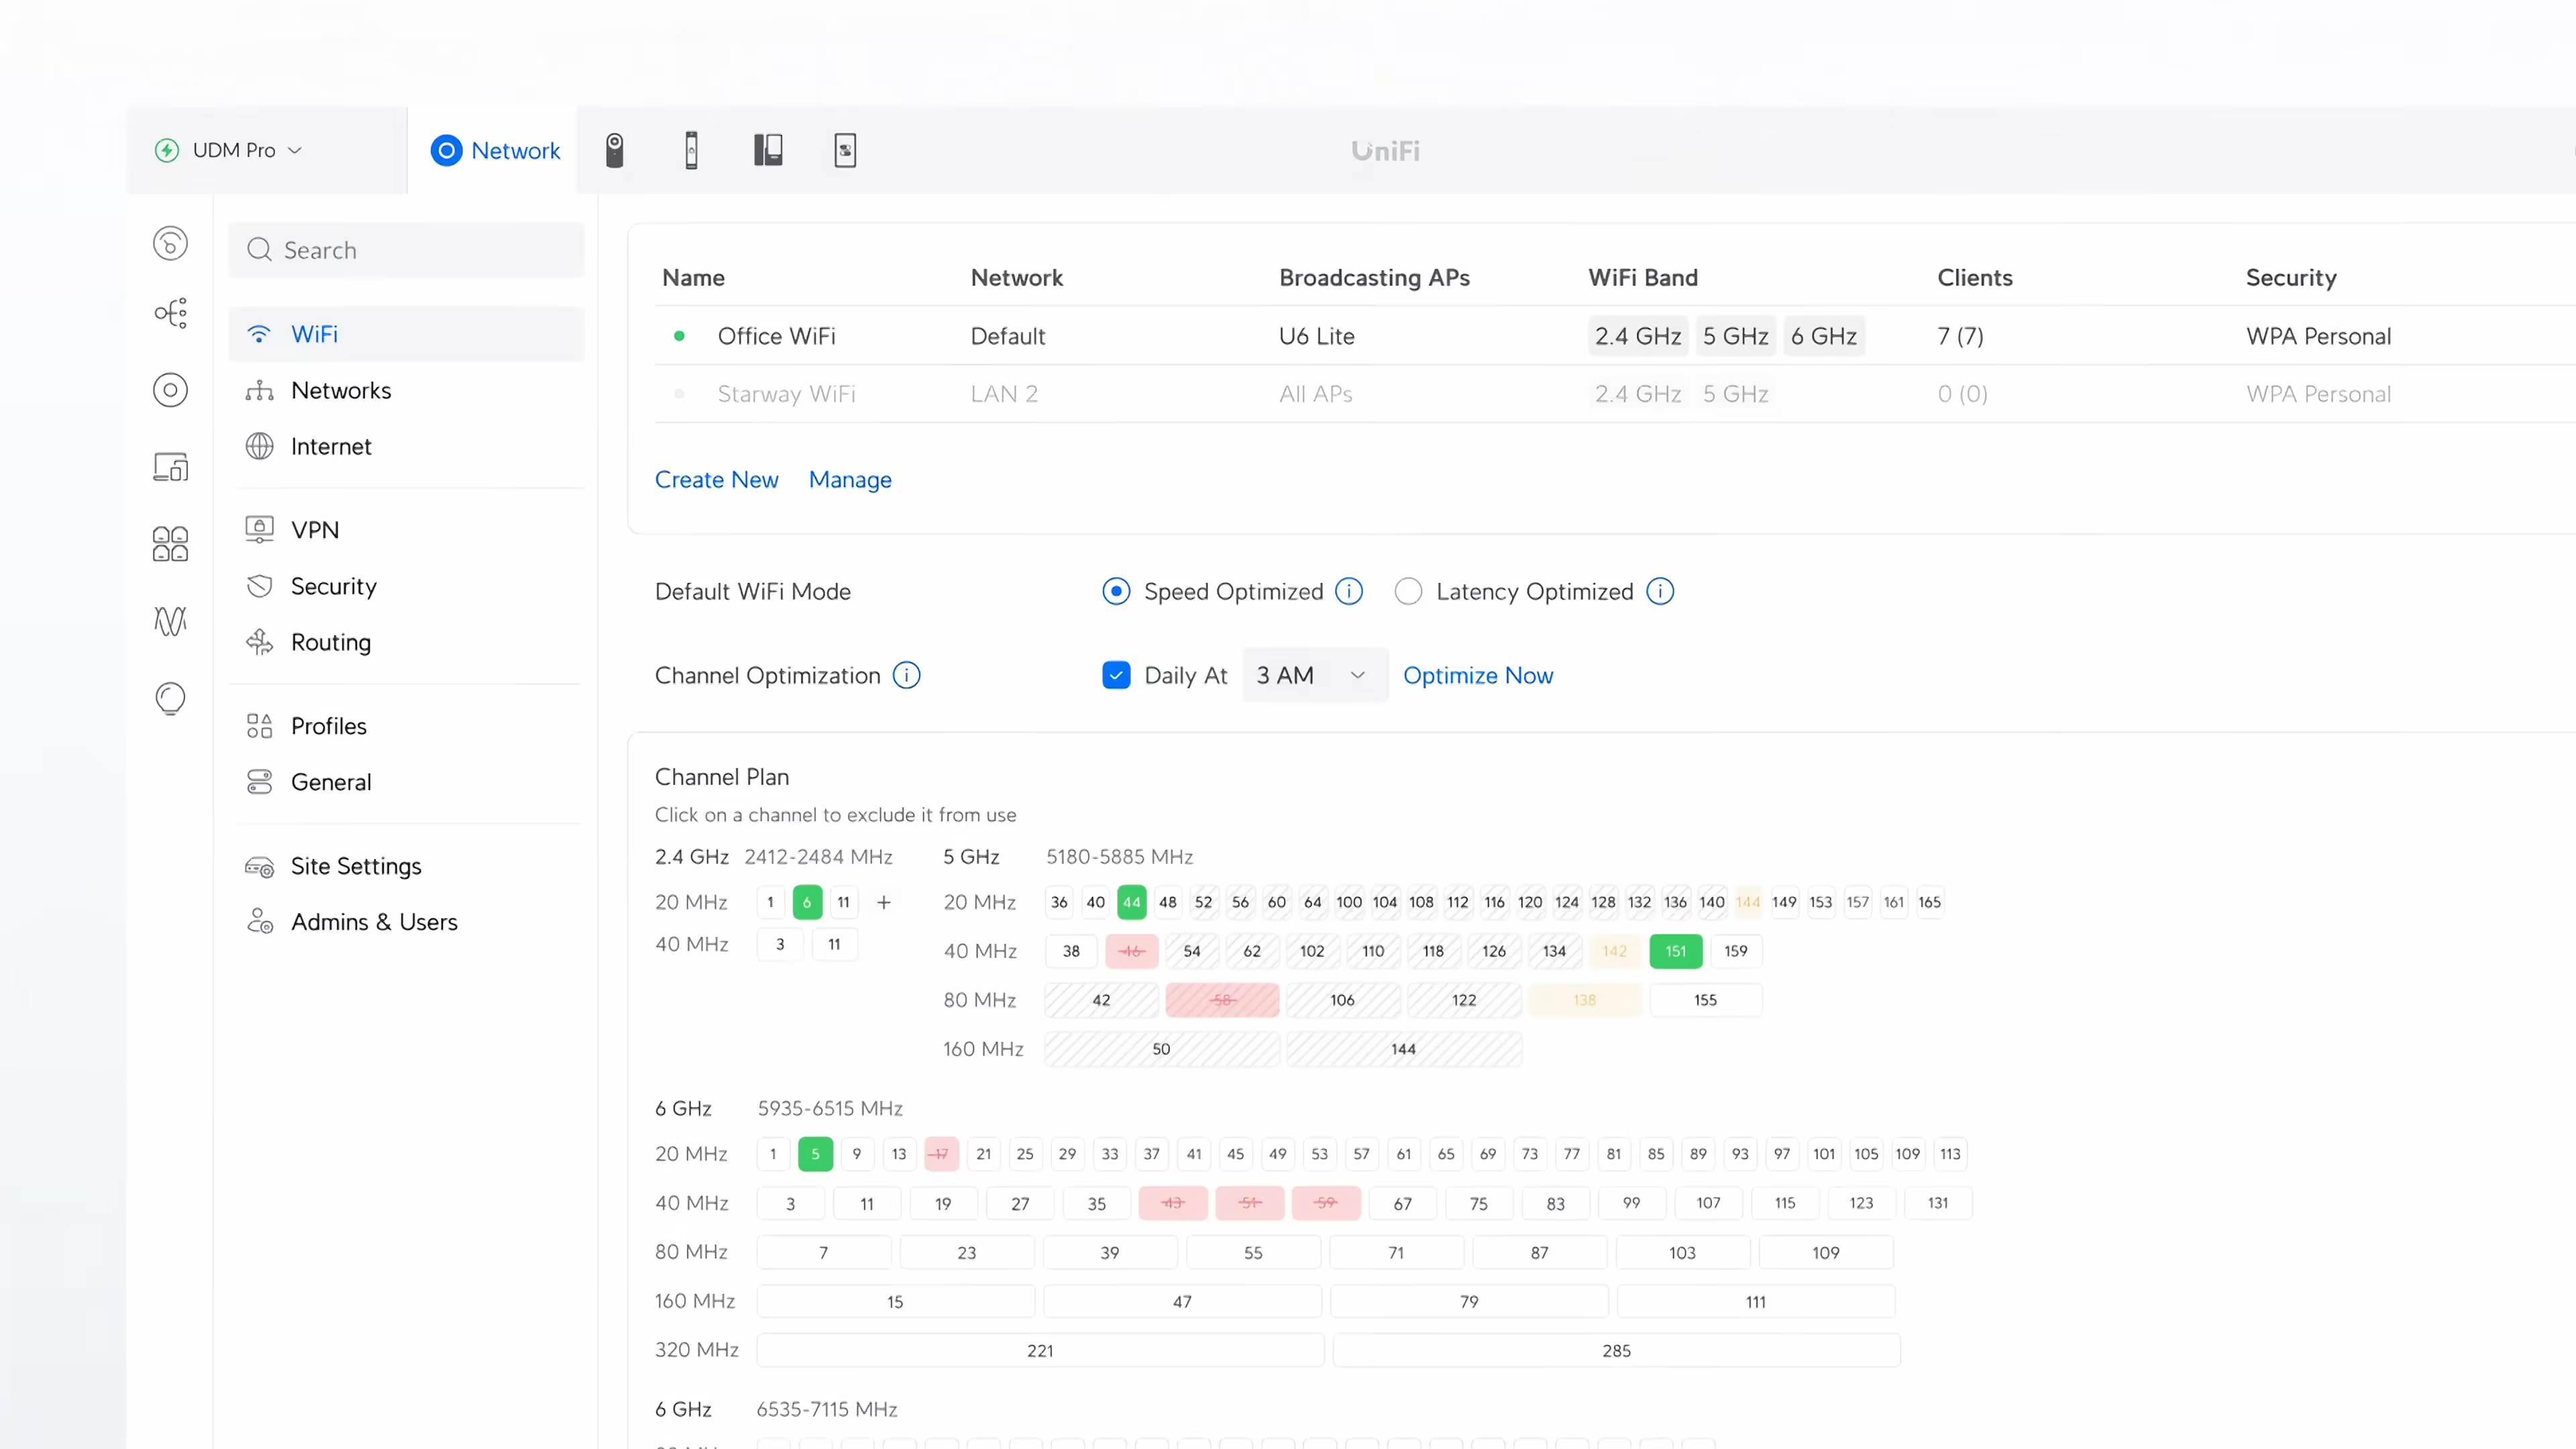 UDM Pro
Network
UniFi
Search
WiFi
Networks
Internet
VPN
Security
Routing
Profiles
General
Site Settings
Admins & Users
Name Network Broadcasting APs WiFi Band Clients Security
Office WiFi Default U6 Lite 2.4 GHz 5 GHz 6 GHz 7 (7) WPA Personal
Starway WiFi LAN 2 All APs 2.4 GHz 5 GHz 0 (0) WPA Personal
Create New Manage
Default WiFi Mode Speed Optimized Latency Optimized
Channel Optimization Daily At 3 AM Optimize Now
Channel Plan
Click on a channel to exclude it from use
2.4 GHz 2412-2484 MHz
20 MHz 1 6 11 +
40 MHz 3 11
5 GHz 5180-5885 MHz
20 MHz 36 40 44 48 52 56 60 64 100 104 108 112 116 120 124 128 132 136 140 144 149 153 157 161 165
40 MHz 38 46 54 62 102 110 118 126 134 142 151 159
80 MHz 42 58 106 122 138 155
160 MHz 50 144
6 GHz 5935-6515 MHz
20 MHz 1 5 9 13 17 21 25 29 33 37 41 45 49 53 57 61 65 69 73 77 81 85 89 93 97 101 105 109 113
40 MHz 3 11 19 27 35 43 51 59 67 75 83 99 107 115 123 131
80 MHz 7 23 39 55 71 87 103 109
160 MHz 15 47 79 111
320 MHz 221 285
6 GHz 6535-7115 MHz